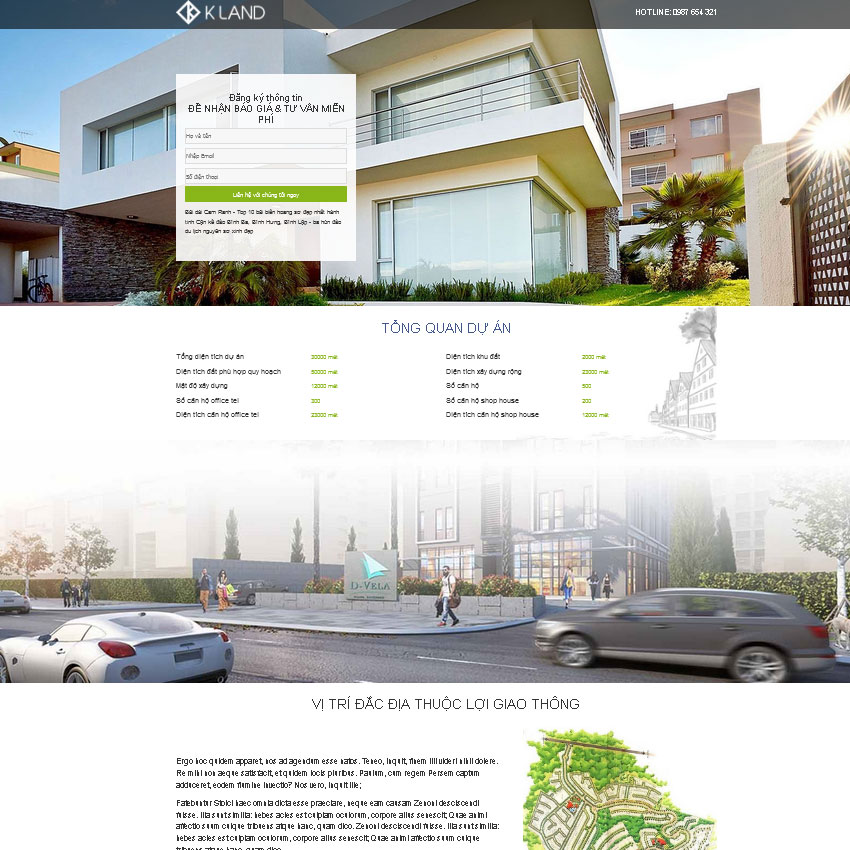 K LAND
HOTLINE: 0987 654 321
Đăng ký thông tin
ĐỂ NHẬN BÁO GIÁ & TƯ VẤN MIỄN
PHÍ
Họ và tên
Nhập Email
Số điện thoại
Liên hệ với chúng tôi ngay
Bãi dài Cam Ranh - Top 10 bãi biển hoang sơ đẹp nhất hành
tinh Cận kề đảo Bình Ba, Bình Hưng, Bình Lập - ba hòn đảo
du lịch nguyên sơ xinh đẹp
TỔNG QUAN DỰ ÁN
Tổng diện tích dự án 30000 mét
Diện tích đất phù hợp quy hoạch 50000 mét
Mật độ xây dựng 12000 mét
Số căn hộ office tel 300
Diện tích căn hộ office tel 23000 mét
Diện tích khu đất 2000 mét
Diện tích xây dựng rộng 23000 mét
Số căn hộ 500
Số căn hộ shop house 200
Diện tích căn hộ shop house 12000 mét
D-VELA
VỊ TRÍ ĐẮC ĐỊA THUỘC LỢI GIAO THÔNG
Ergo hoc quidem apparet, nos ad agendum esse natos. Teneo, inquit, finem illi videri nihil dolere.
Re mihi non aeque satisfacit, et quidem locis pluribus. Paulum, cum regem Persem captum
adduceret, eodem flumine invectio? Nos vero, inquit ille;
Fatebuntur Stoici haec omnia dicta esse praeclare, neque eam causam Zenoni desciscendi
fuisse. Illa sunt similia: hebes acies est cuipiam oculorum, corpore alius senescit; Quae animi
affectio suum cuique tribuens atque hanc, quam dico. Zenoni desciscendi fuisse. Illa sunt similia:
hebes acies est cuipiam oculorum, corpore alius senescit; Quae animi affectio suum cuique
tribuens atque hanc, quam dico.